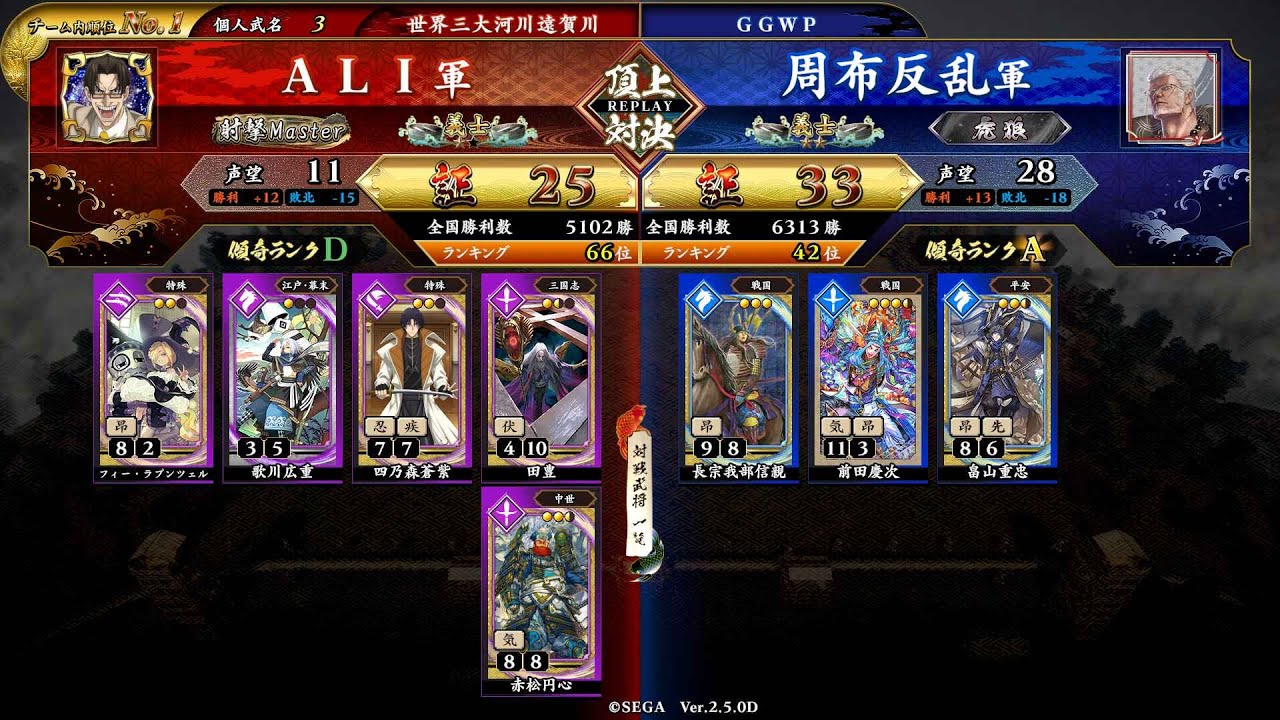 チーム内順位 No.1
個人武名 3
世界三大河川遠賀川
GGWP
ALI軍
頂上
REPLAY
対決
周布反乱軍
射撃Master
義士
義士
声望 11
勝利 +12 敗北 -15
証 25
証 33
声望 28
勝利 +13 敗北 -18
全国勝利数 5102勝
全国勝利数 6313勝
ランキング 66位
ランキング 42位
傾奇ランクD
傾奇ランクA
特殊
昂
8 2
フィー・ラプンツェル
江戸・幕末
3 5
歌川広重
特殊
忍 疾
7 7
四乃森蒼紫
三国志
伏
4 10
田豊
戦国
昂
9 8
長宗我部信親
戦国
気 昂
11 3
前田慶次
平安
昂 先
8 6
畠山重忠
対戦武将一覧
中世
気
8 8
赤松円心
©SEGA Ver.2.5.0D